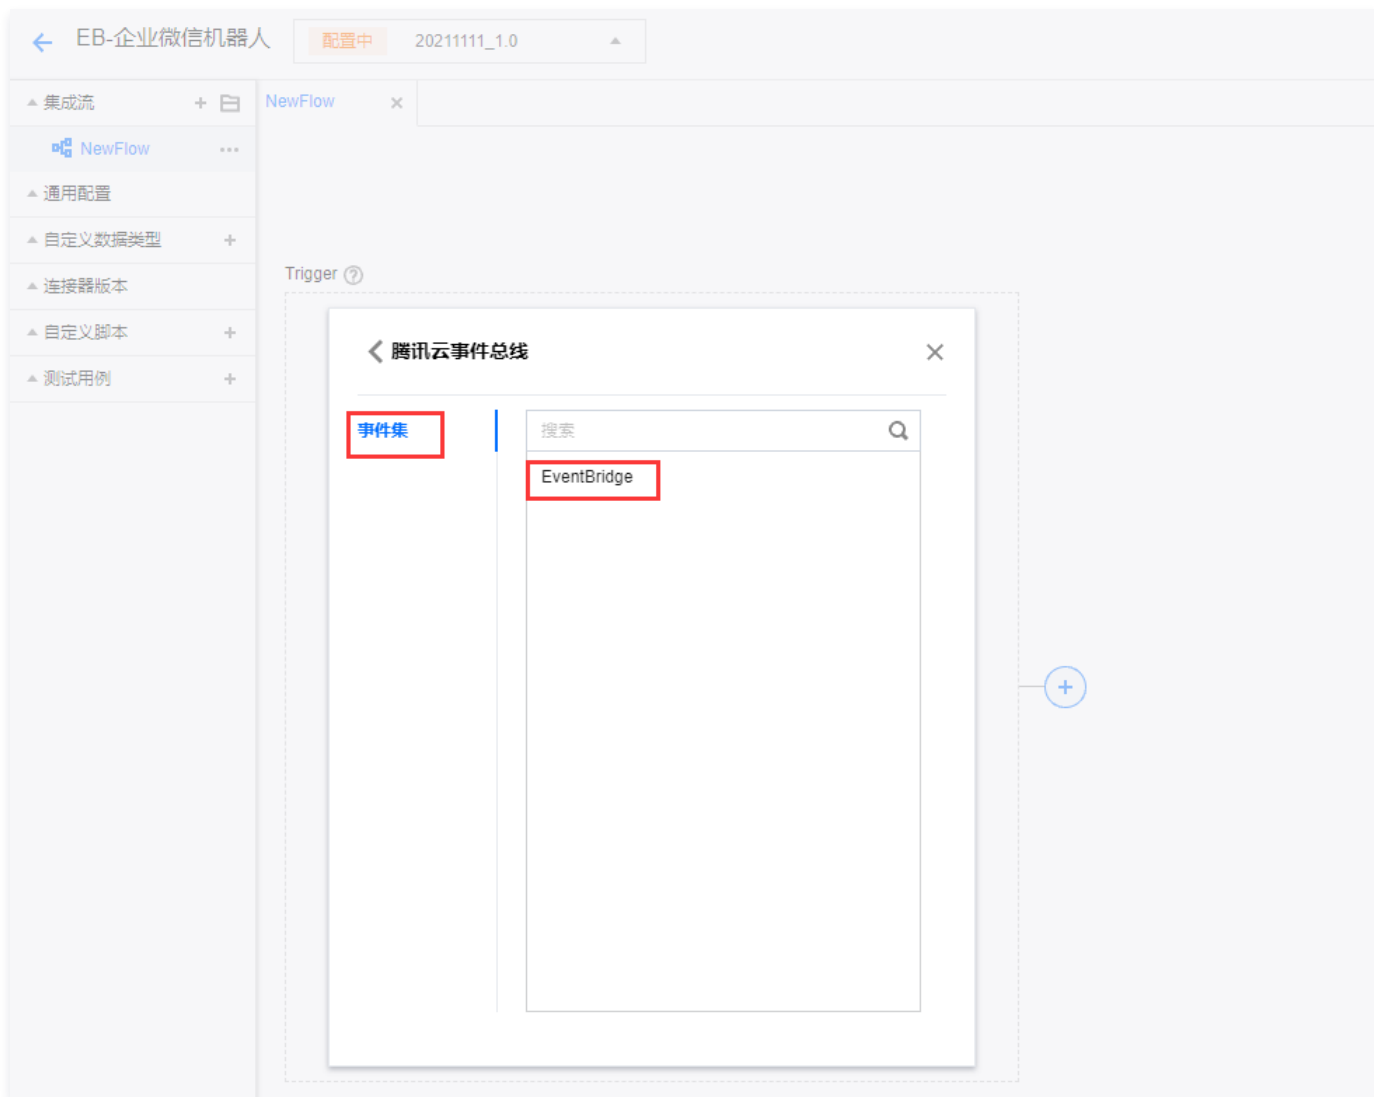 EB-企业微信机器人
配置中 20211111_1.0
集成流
NewFlow
NewFlow
通用配置
自定义数据类型
连接器版本
自定义脚本
测试用例
Trigger
腾讯云事件总线
事件集
搜索
EventBridge